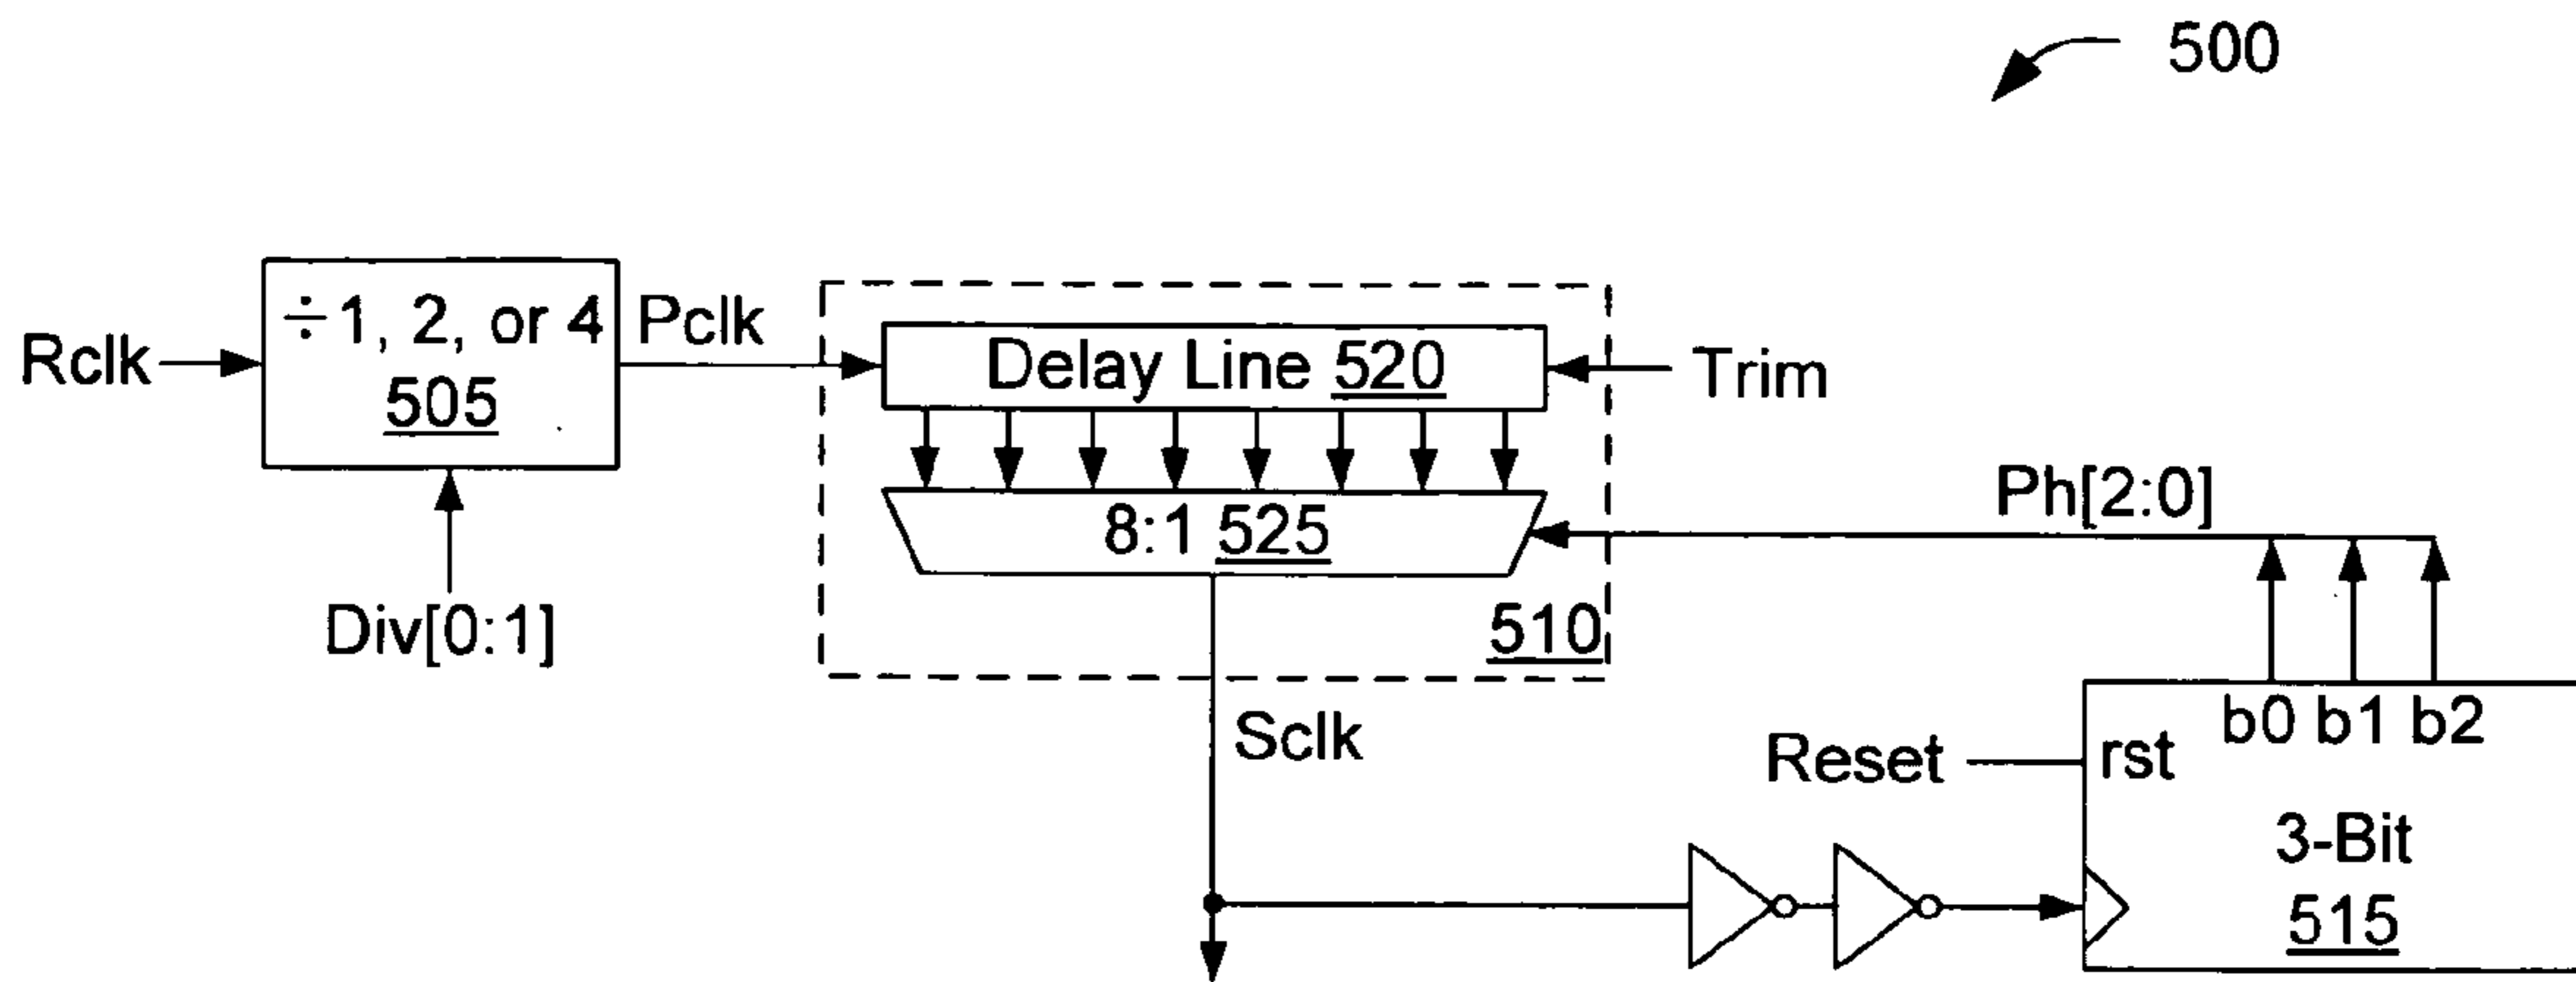 500
÷1, 2, or 4
505
Rclk
Pclk
Div[0:1]
Delay Line 520
Trim
8:1 525
510
Ph[2:0]
Sclk
b0 b1 b2
Reset
rst
3-Bit
515